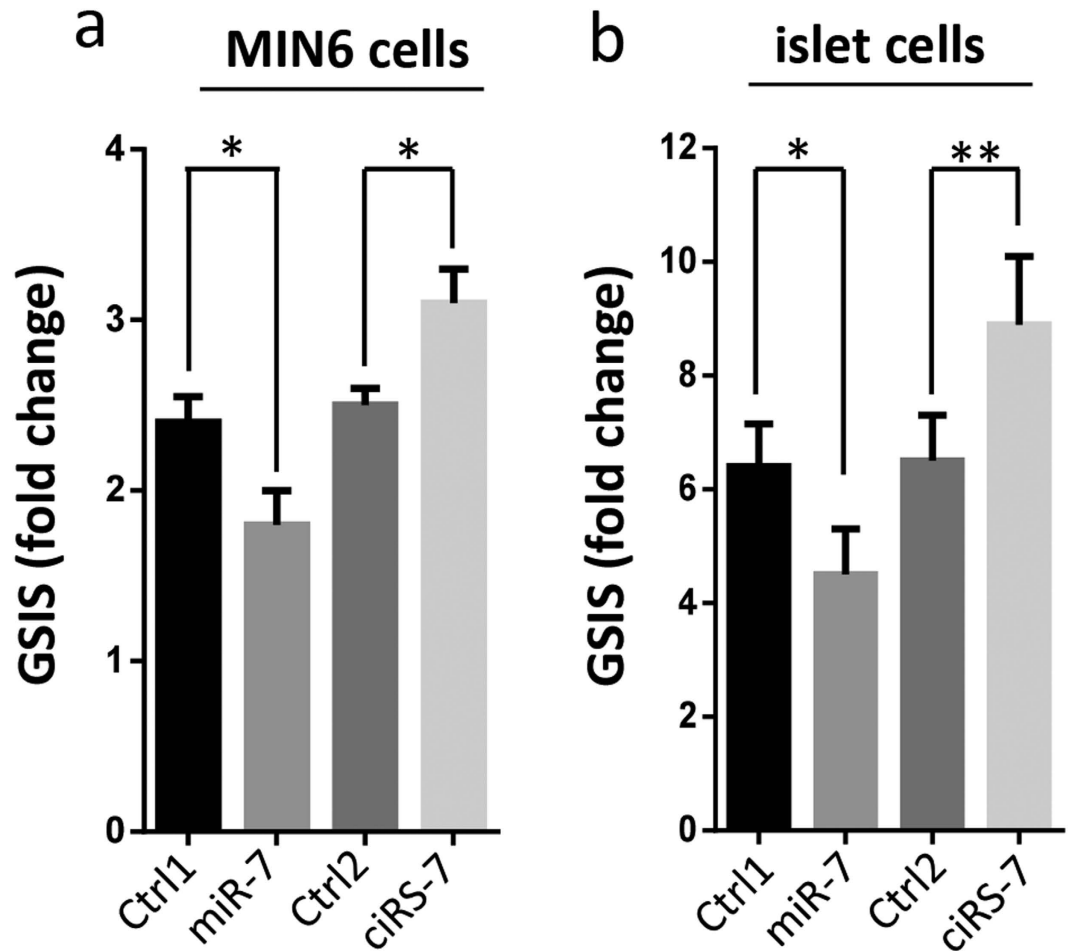 a
MIN6 cells
GSIS (fold change)
4
3
2
1
0
*
*
Ctrl1
miR-7
Ctrl2
ciRS-7
b
islet cells
GSIS (fold change)
12
10
8
6
4
2
0
*
**
Ctrl1
miR-7
Ctrl2
ciRS-7